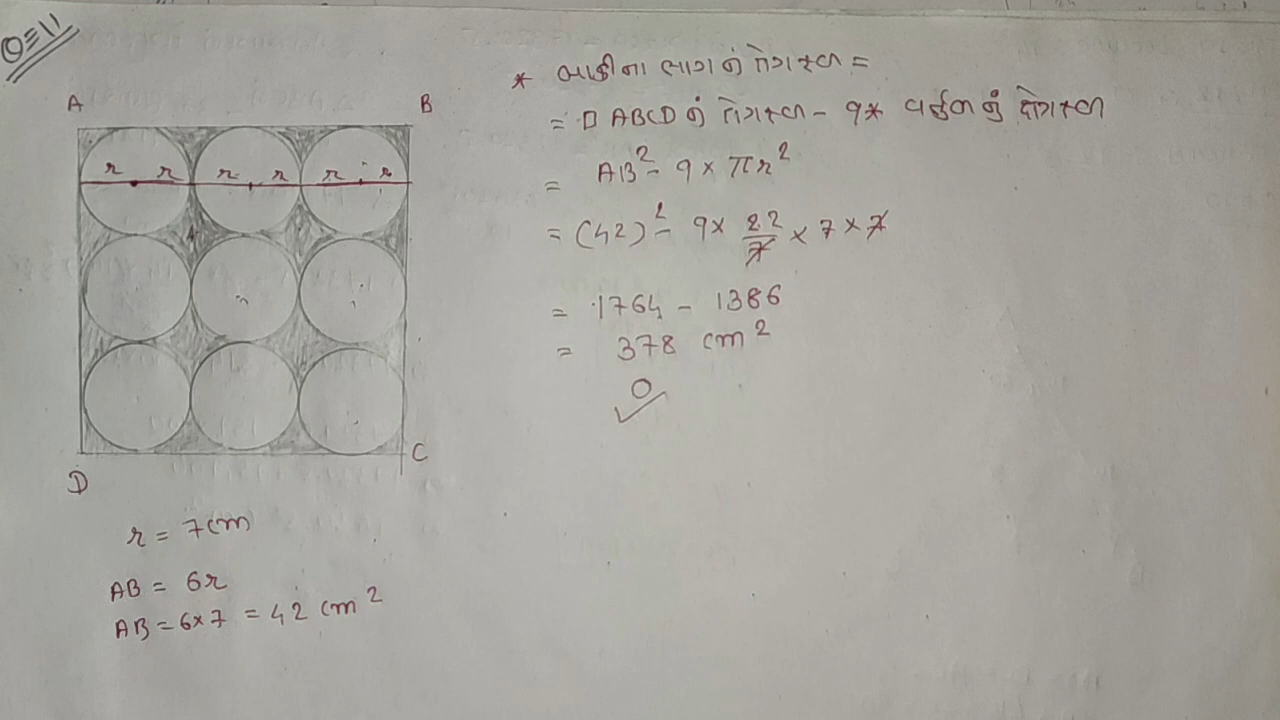 Q=11
A B
r r r r r r
D C
r = 7cm
AB = 6r
AB = 6×7 = 42 cm²
* બાકીના ભાગનું ક્ષેત્રફળ =
= □ ABCD નું ક્ષેત્રફળ - 9 * વર્તુળનું ક્ષેત્રફળ
= AB² - 9 × πr²
= (42)² - 9 × 22/7 × 7 × 7
= 1764 - 1386
= 378 cm²